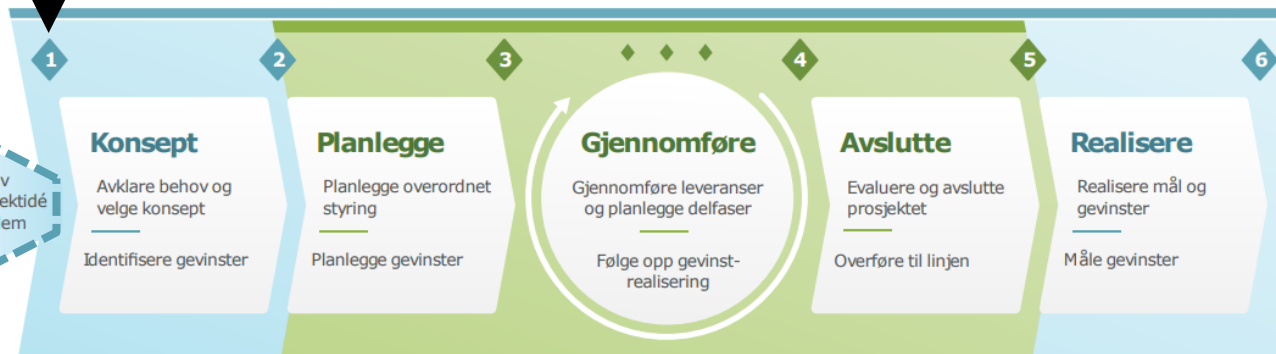 1
2
3
4
5
6
Konsept
Avklare behov og
velge konsept
Identifisere gevinster
Planlegge
Planlegge overordnet
styring
Planlegge gevinster
Gjennomføre
Gjennomføre leveranser
og planlegge delfaser
Følge opp gevinst-
realisering
Avslutte
Evaluere og avslutte
prosjektet
Overføre til linjen
Realisere
Realisere mål og
gevinster
Måle gevinster